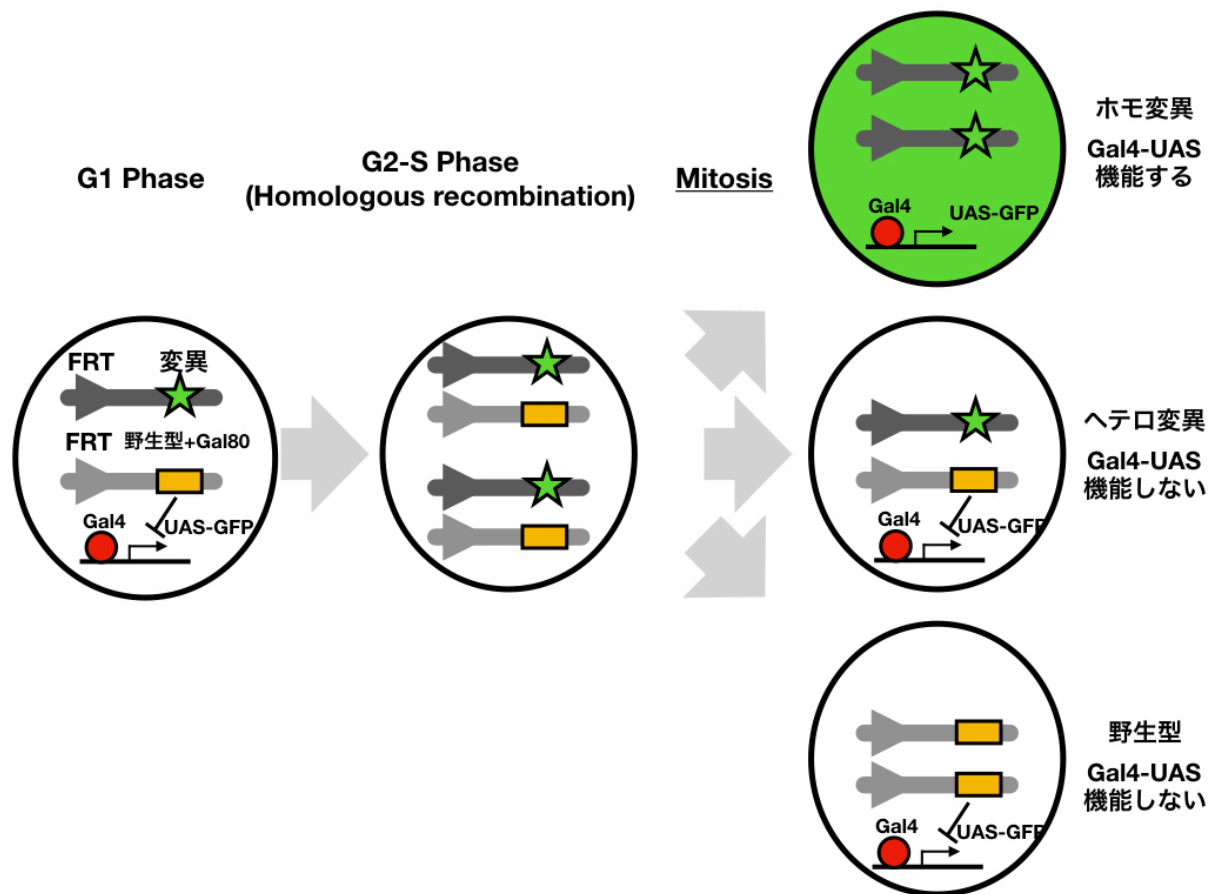 G1 Phase
G2-S Phase
(Homologous recombination)
Mitosis
ホモ変異
Gal4-UAS
機能する
Gal4
UAS-GFP
FRT
変異
FRT
野生型+Gal80
Gal4
UAS-GFP
ヘテロ変異
Gal4-UAS
機能しない
Gal4
UAS-GFP
野生型
Gal4-UAS
機能しない
Gal4
UAS-GFP